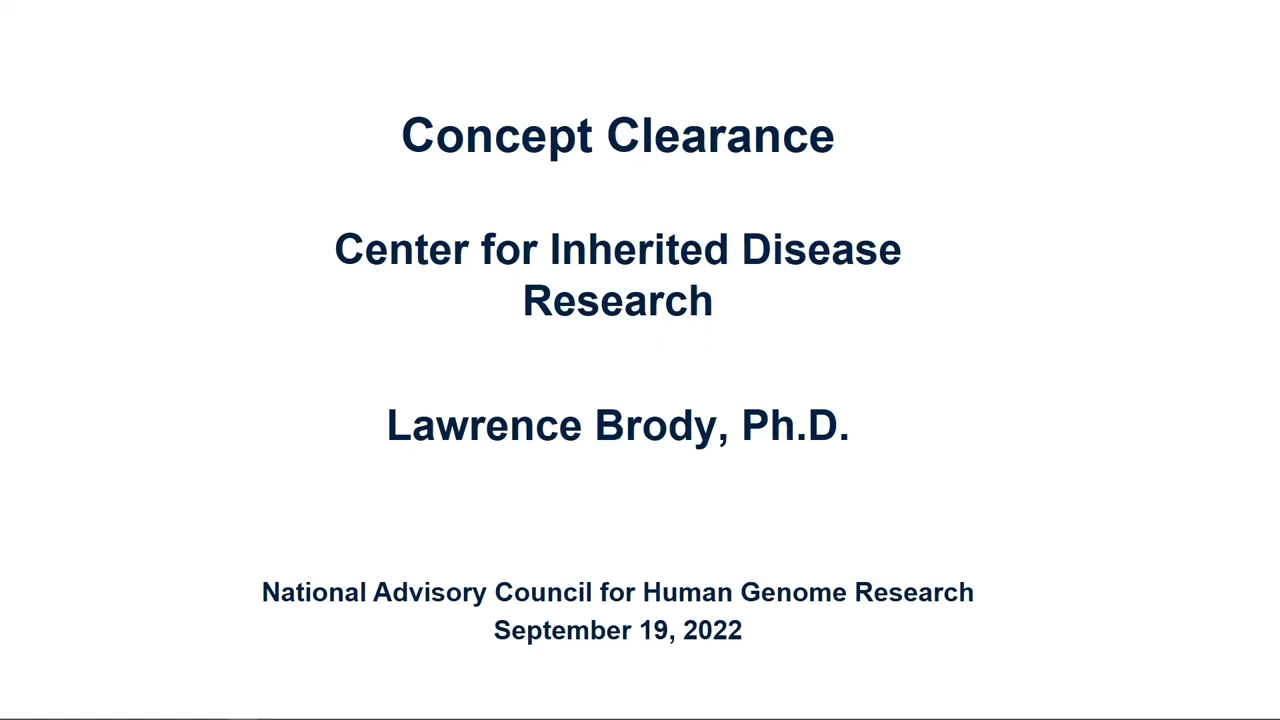 Concept Clearance
Center for Inherited Disease
Research
Lawrence Brody, Ph.D.
National Advisory Council for Human Genome Research
September 19, 2022